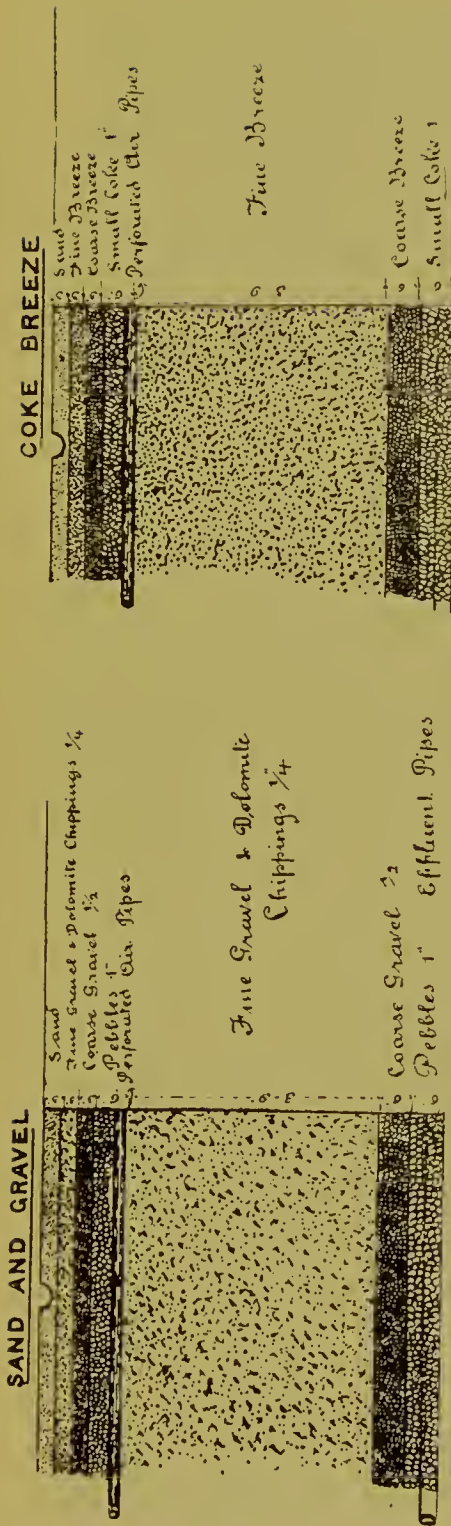 SAND AND GRAVEL
Sand
Fine Gravel & Dolomite Chippings 1/4
Coarse Gravel 1/2
Pebbles 1"
Perforated Air Pipes
Fine Gravel & Dolomite
Chippings 1/4"
Coarse Gravel 1/2
Pebbles 1" Effluent Pipes
COKE BREEZE
Sand
Fine Breeze
Coarse Breeze
Small Coke 1"
Perforated Air Pipes
Fine Breeze
Coarse Breeze
Small Coke 1